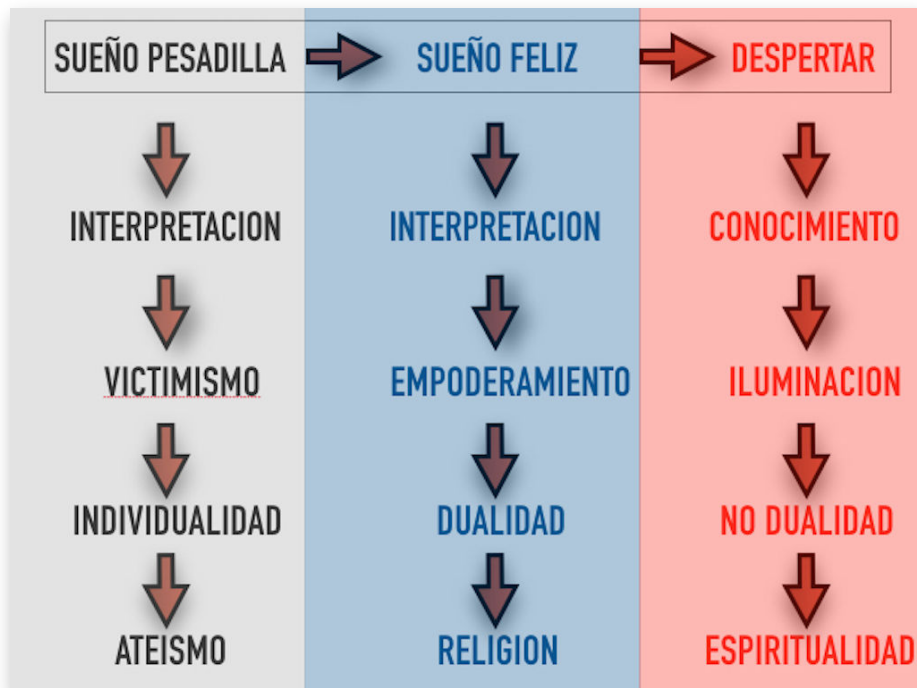 SUEÑO PESADILLA SUEÑO FELIZ DESPERTAR
INTERPRETACION INTERPRETACION CONOCIMIENTO
VICTIMISMO EMPODERAMIENTO ILUMINACION
INDIVIDUALIDAD DUALIDAD NO DUALIDAD
ATEISMO RELIGION ESPIRITUALIDAD